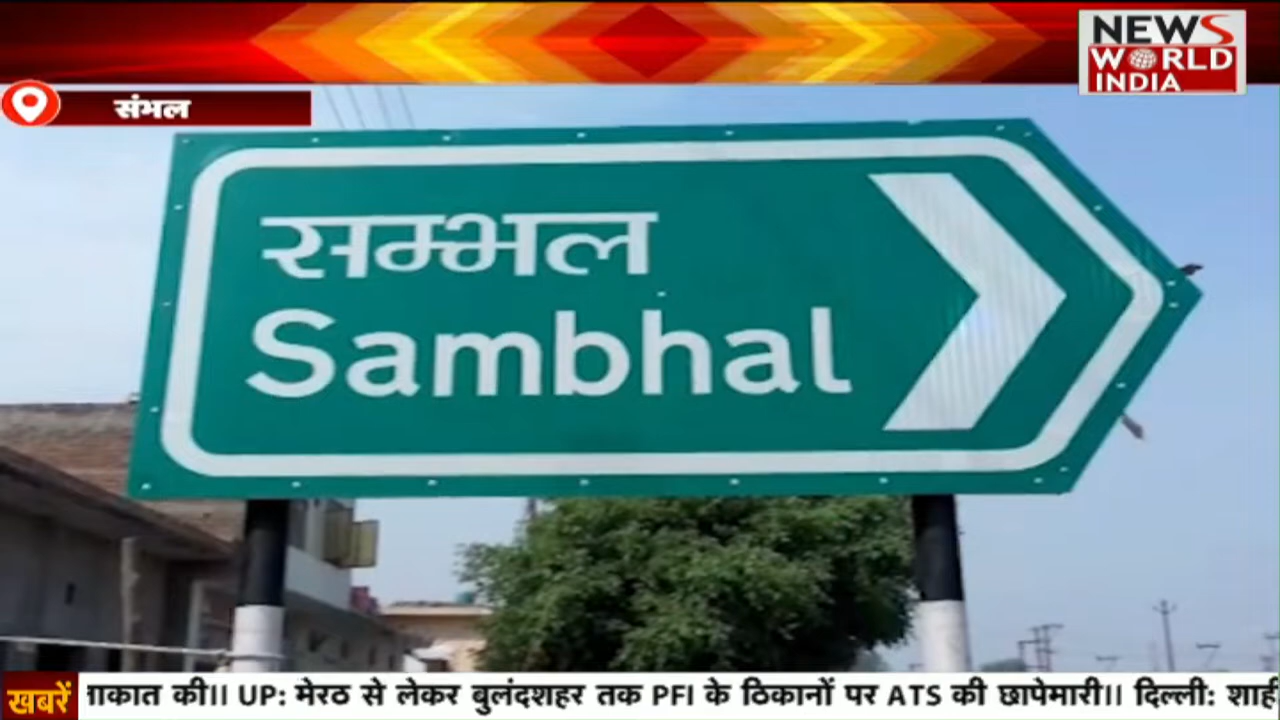 NEWS
WORLD
INDIA
संभल
सम्भल
Sambhal
खबरें
की।। UP: मेरठ से लेकर बुलंदशहर तक PFI के ठिकानों पर ATS की छापेमारी।। दिल्ली: